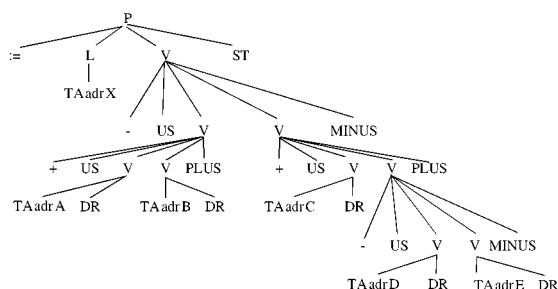 P
:= L V ST
TAadrX
- US V V MINUS
+ US V V PLUS + US V V PLUS
TAadrA DR TAadrB DR TAadrC DR
- US V V MINUS
TAadrD DR TAadrE DR